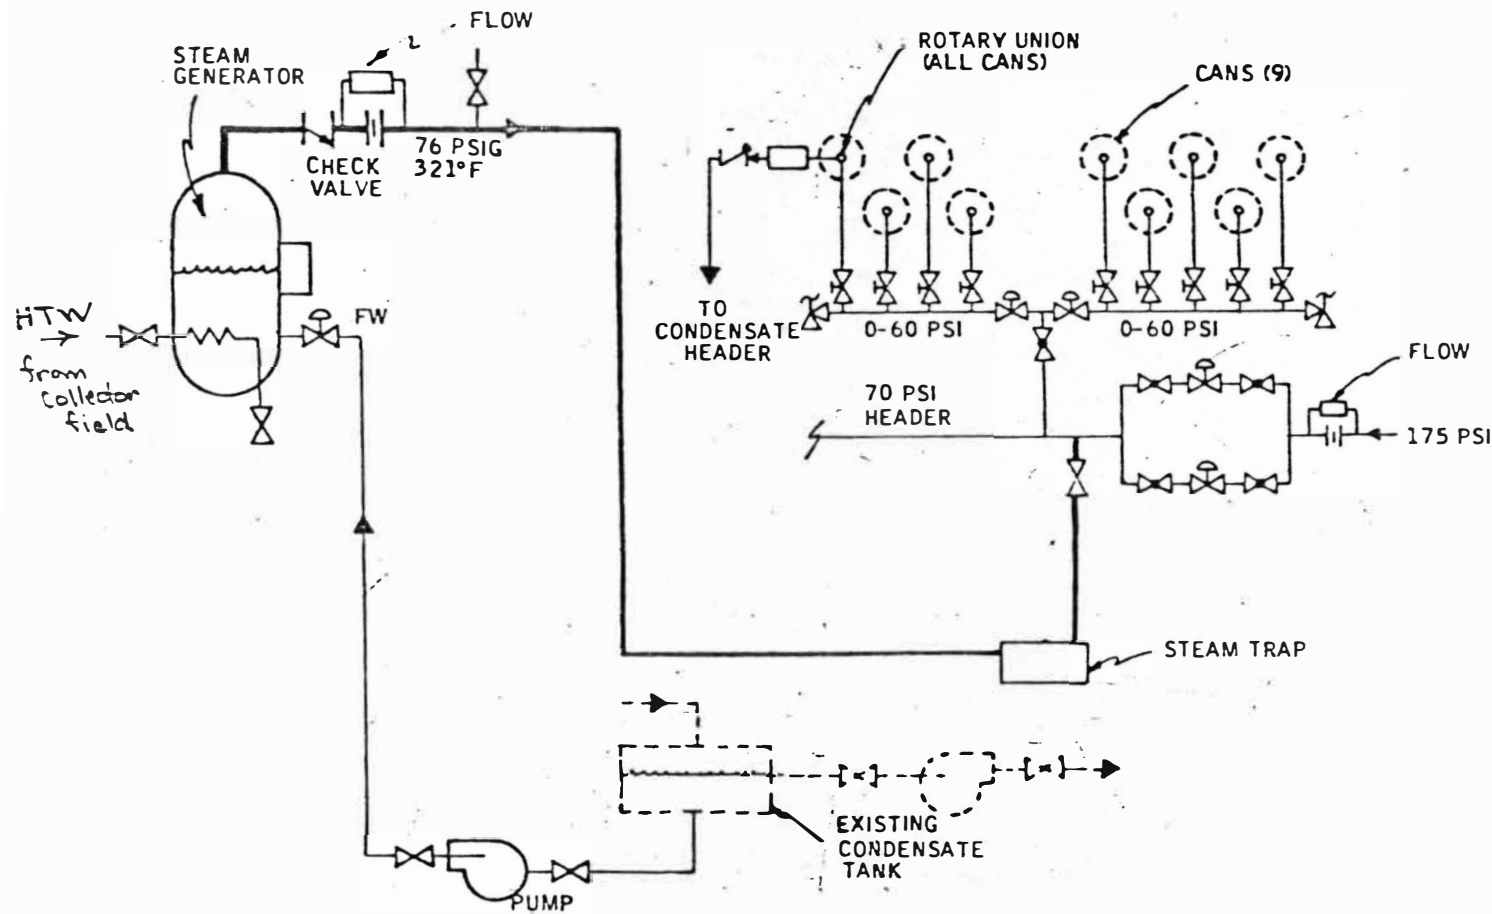 FLOW
2
STEAM
GENERATOR
CHECK
VALVE
76 PSIG
321°F
HTW
from
Collector
field
FW
ROTARY UNION
(ALL CANS)
CANS (9)
TO
CONDENSATE
HEADER
0-60 PSI
0-60 PSI
FLOW
70 PSI
HEADER
175 PSI
STEAM TRAP
EXISTING
CONDENSATE
TANK
PUMP